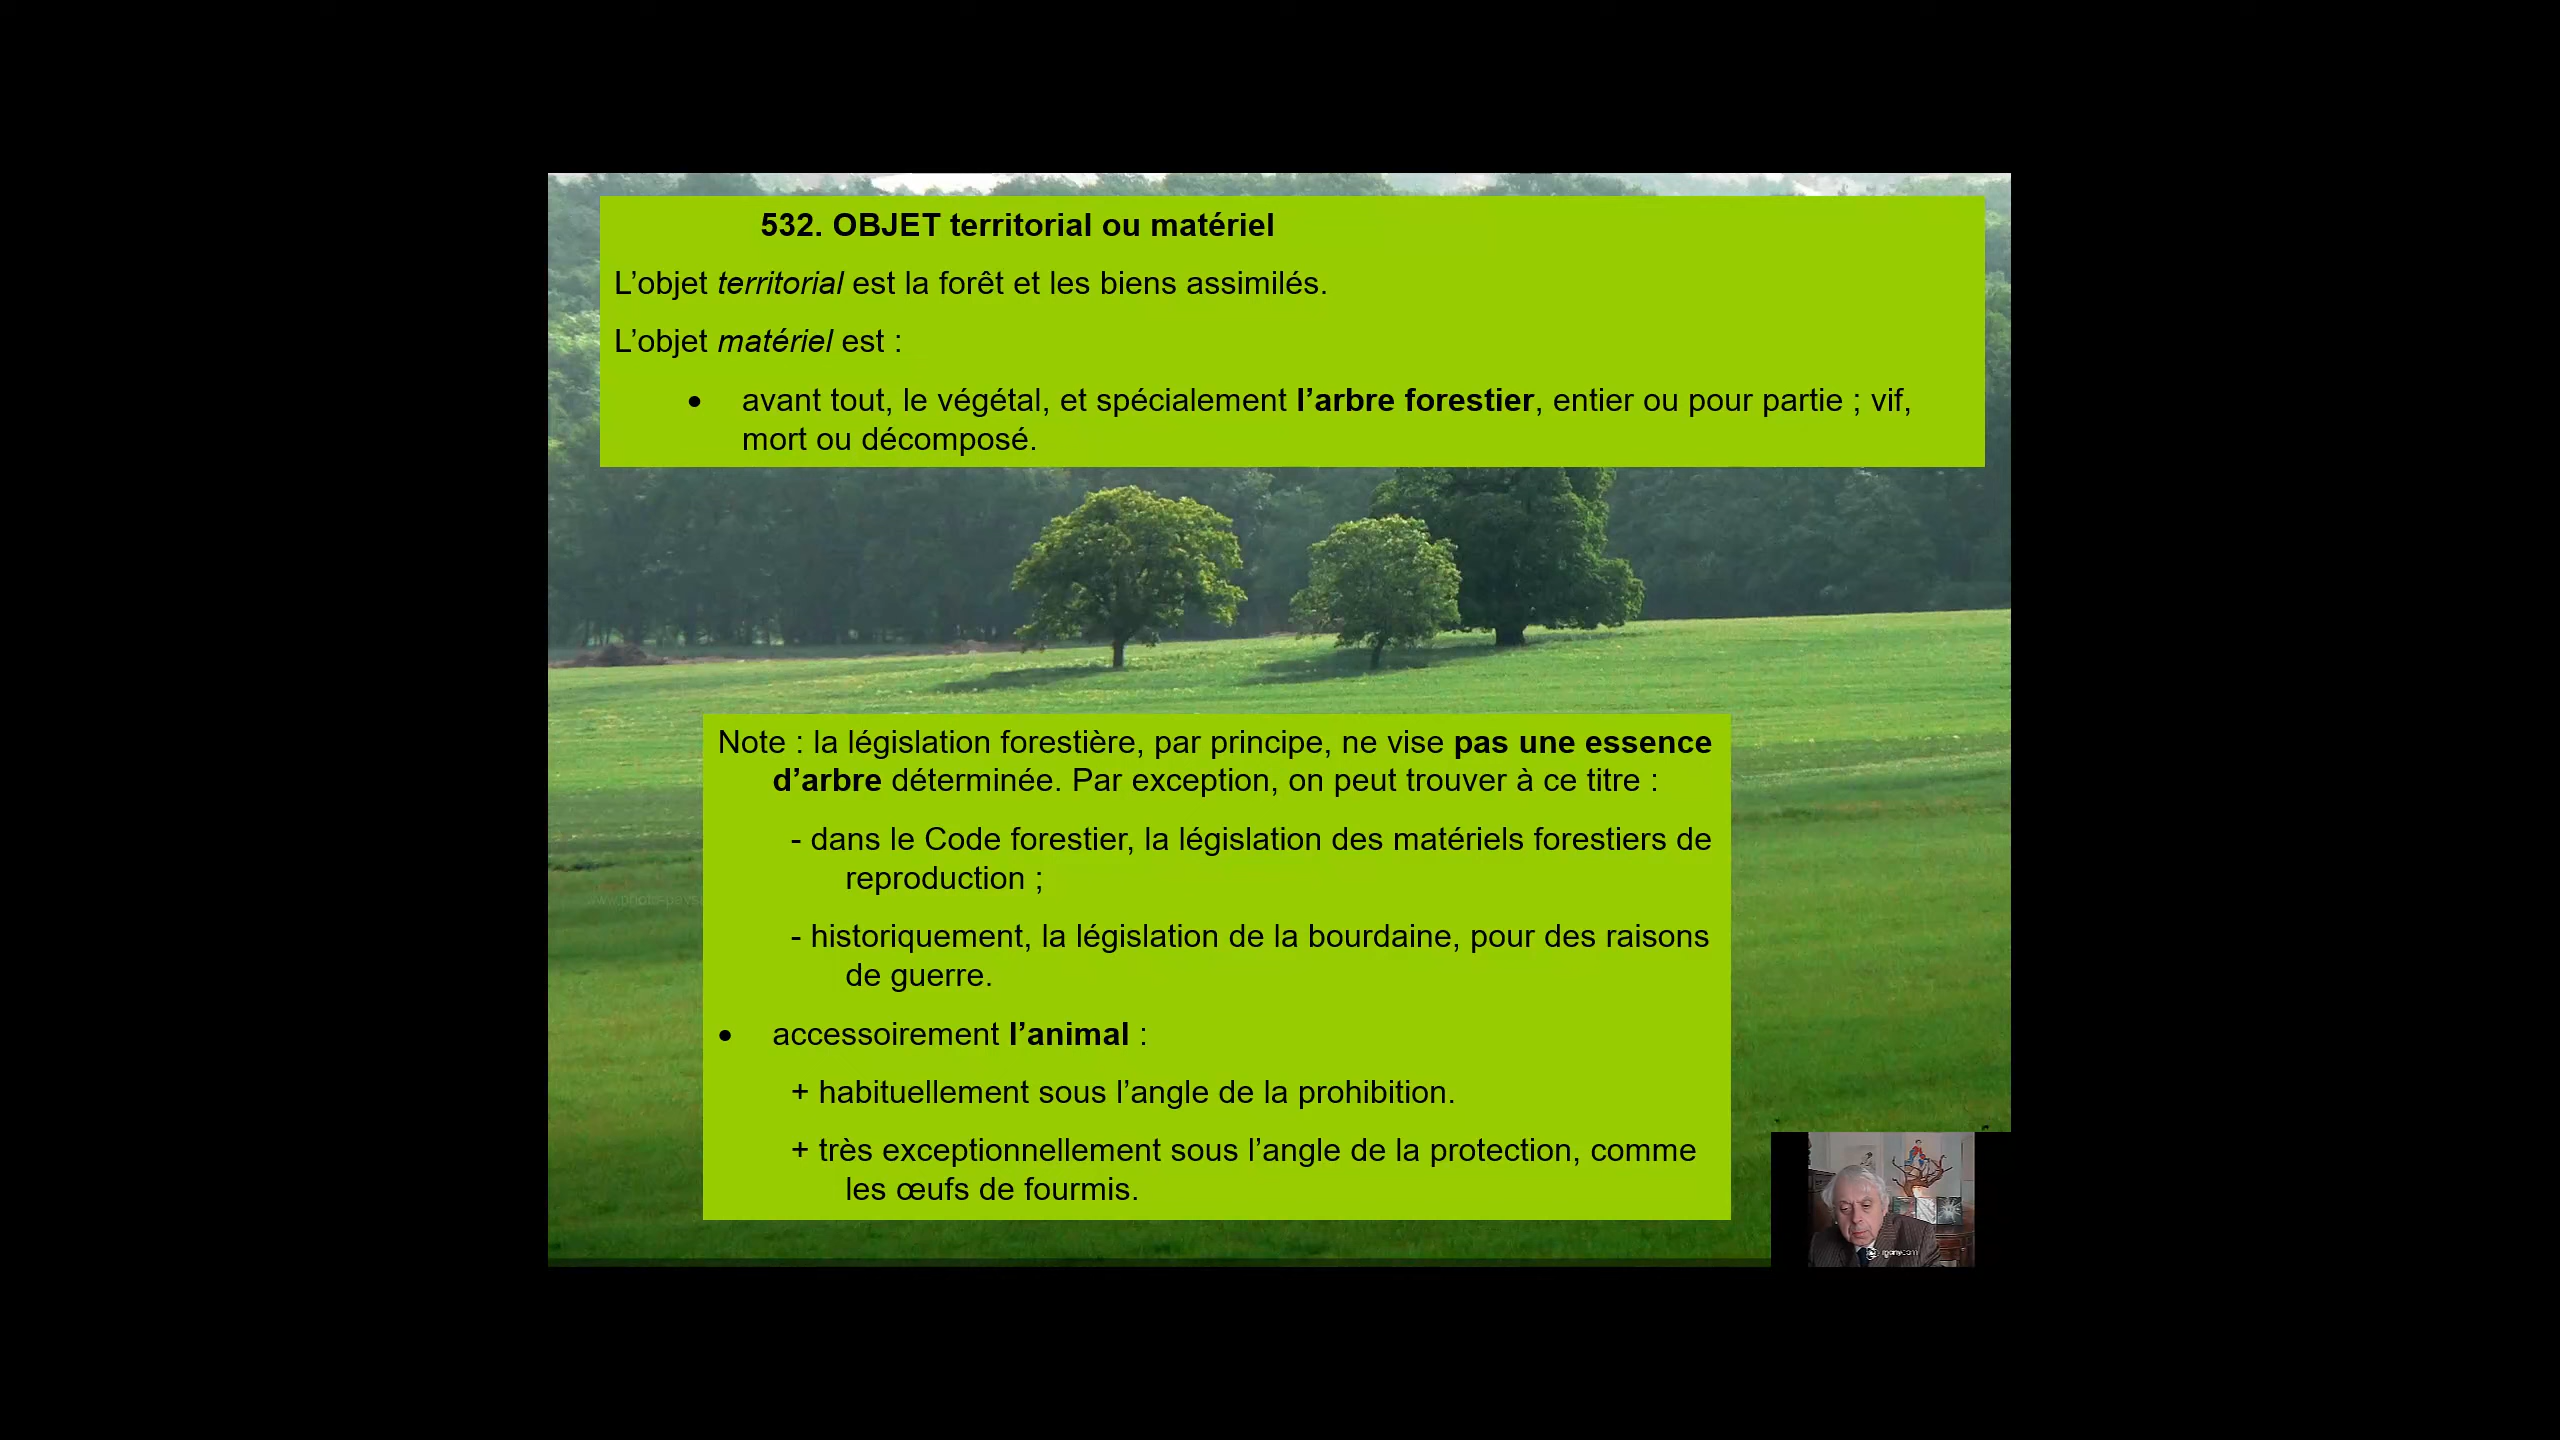 532. OBJET territorial ou matériel
L’objet territorial est la forêt et les biens assimilés.
L’objet matériel est :
• avant tout, le végétal, et spécialement l’arbre forestier, entier ou pour partie ; vif,
mort ou décomposé.
Note : la législation forestière, par principe, ne vise pas une essence
d’arbre déterminée. Par exception, on peut trouver à ce titre :
- dans le Code forestier, la législation des matériels forestiers de
reproduction ;
- historiquement, la législation de la bourdaine, pour des raisons
de guerre.
• accessoirement l’animal :
+ habituellement sous l’angle de la prohibition.
+ très exceptionnellement sous l’angle de la protection, comme
les œufs de fourmis.